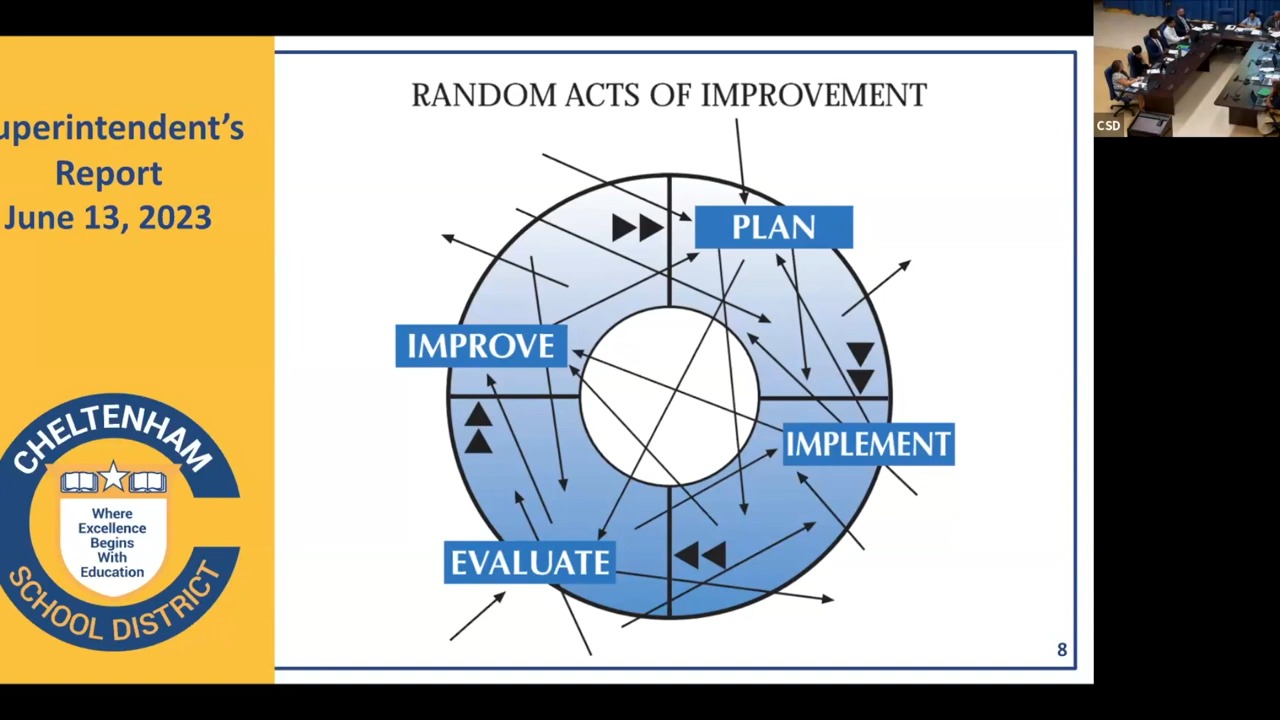 uperintendent's
Report
June 13, 2023
CHELTENHAM
SCHOOL DISTRICT
Where
Excellence
Begins
With
Education
RANDOM ACTS OF IMPROVEMENT
PLAN
IMPROVE
IMPLEMENT
EVALUATE
8
CSD